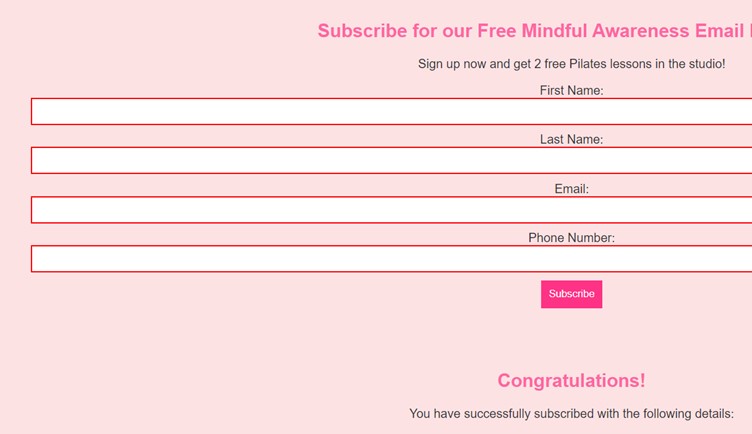 Subscribe for our Free Mindful Awareness Email
Sign up now and get 2 free Pilates lessons in the studio!
First Name:
Last Name:
Email:
Phone Number:
Subscribe
Congratulations!
You have successfully subscribed with the following details: